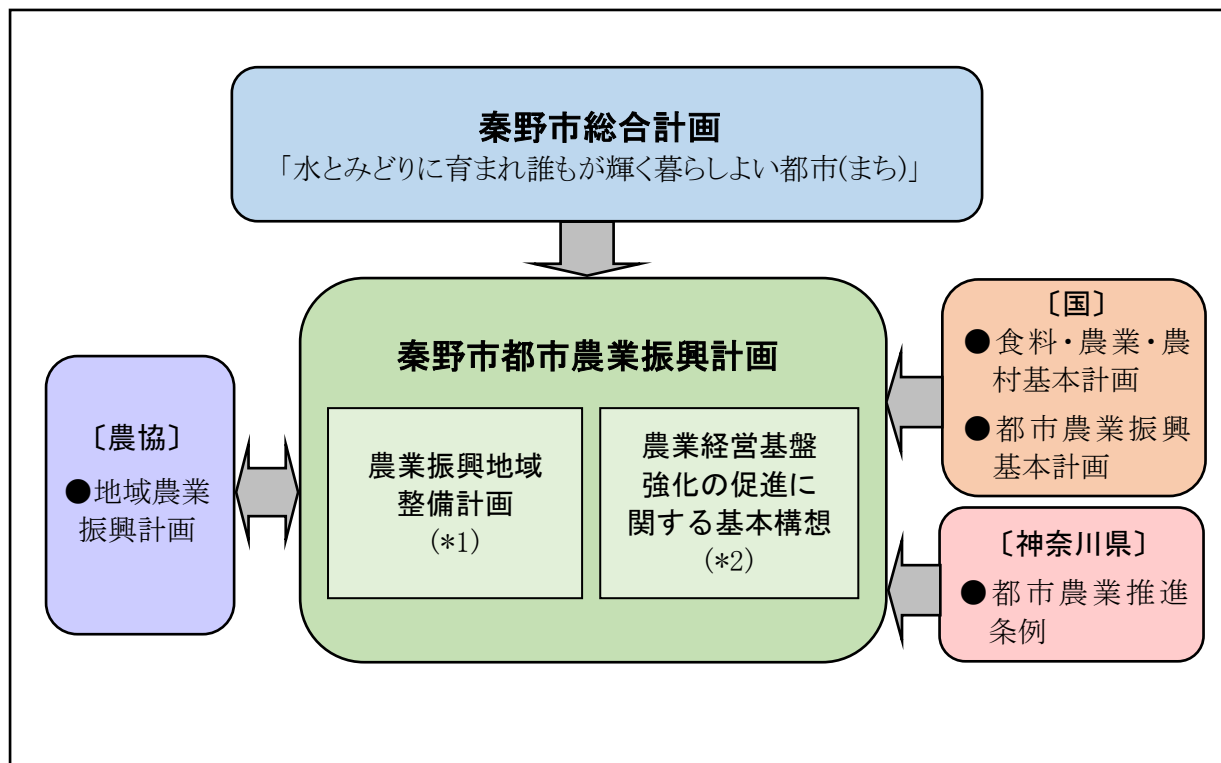 秦野市総合計画
「水とみどりに育まれ誰もが輝く暮らしよい都市(まち)」
秦野市都市農業振興計画
農業振興地域
整備計画
(*1)
農業経営基盤
強化の促進に
関する基本構想
(*2)
〔農協〕
●地域農業
振興計画
〔国〕
●食料・農業・農
村基本計画
●都市農業振興
基本計画
〔神奈川県〕
●都市農業推進
条例